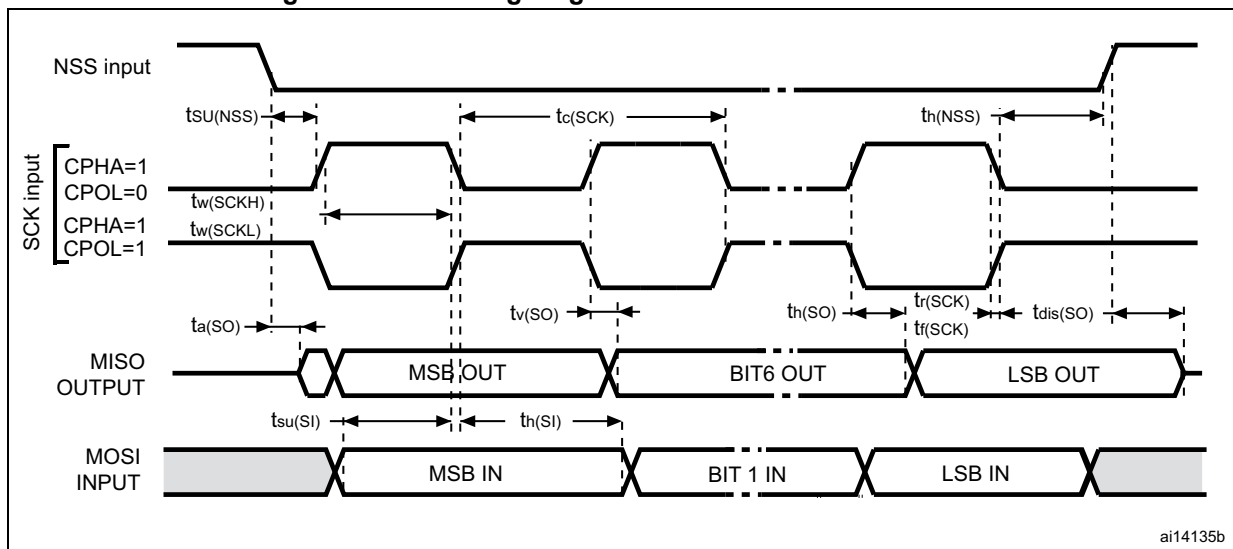 NSS input
tSU(NSS)
tc(SCK)
th(NSS)
SCK input
CPHA=1
CPOL=0
tw(SCKH)
CPHA=1
tw(SCKL)
CPOL=1
ta(SO)
tv(SO)
th(SO)
tr(SCK)
tf(SCK)
tdis(SO)
MISO
OUTPUT
MSB OUT
BIT6 OUT
LSB OUT
tsu(SI)
th(SI)
MOSI
INPUT
MSB IN
BIT 1 IN
LSB IN
ai14135b